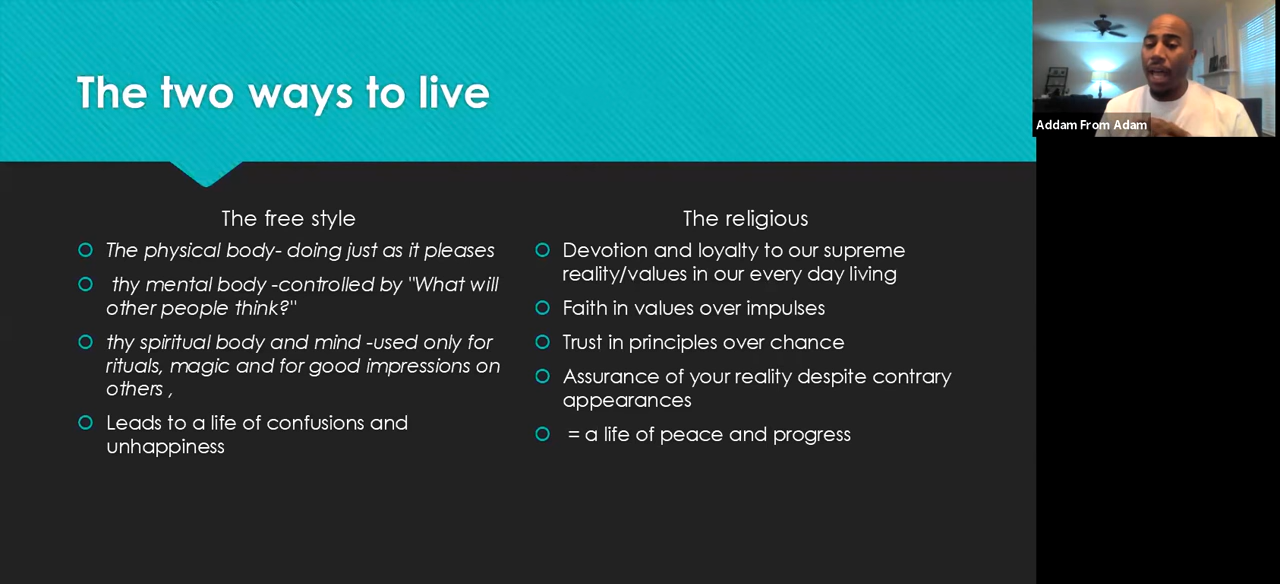 The two ways to live
Addam From Adam
The free style
The physical body- doing just as it pleases
thy mental body -controlled by "What will
other people think?"
thy spiritual body and mind -used only for
rituals, magic and for good impressions on
others ,
Leads to a life of confusions and
unhappiness
The religious
Devotion and loyalty to our supreme
reality/values in our every day living
Faith in values over impulses
Trust in principles over chance
Assurance of your reality despite contrary
appearances
= a life of peace and progress